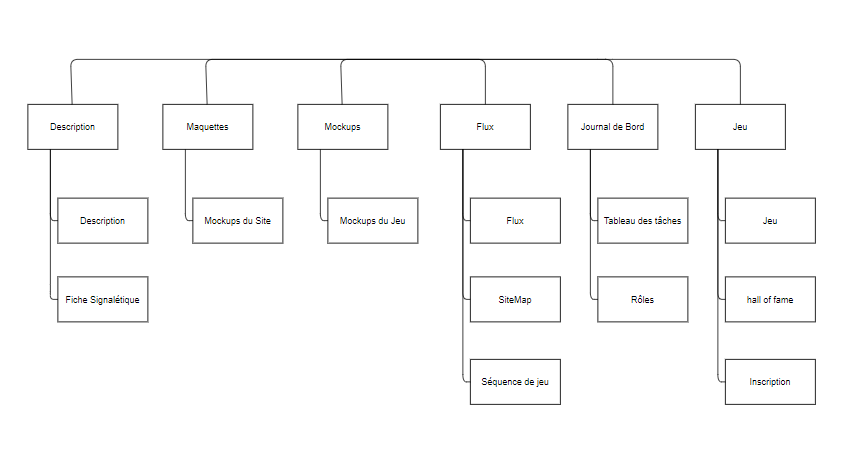 Description
Maquettes
Mockups
Flux
Journal de Bord
Jeu
Description
Mockups du Site
Mockups du Jeu
Flux
Tableau des tâches
Jeu
Fiche Signalétique
SiteMap
Rôles
hall of fame
Séquence de jeu
Inscription